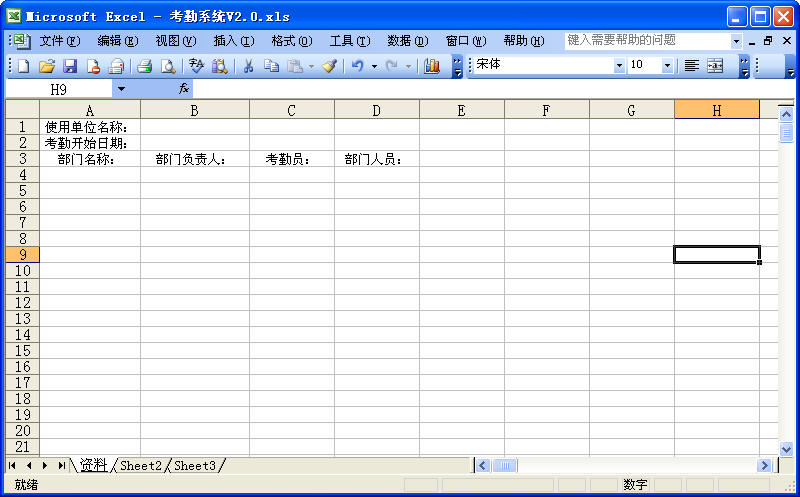 Microsoft Excel - 考勤系统V2.0.xls
文件(F) 编辑(E) 视图(V) 插入(I) 格式(O) 工具(T) 数据(D) 窗口(W) 帮助(H) 键入需要帮助的问题
宋体 10
H9 fx
A B C D E F G H
1 使用单位名称:
2 考勤开始日期:
3 部门名称: 部门负责人: 考勤员: 部门人员:
4
5
6
7
8
9
10
11
12
13
14
15
16
17
18
19
20
21
资料 Sheet2 Sheet3
就绪 数字